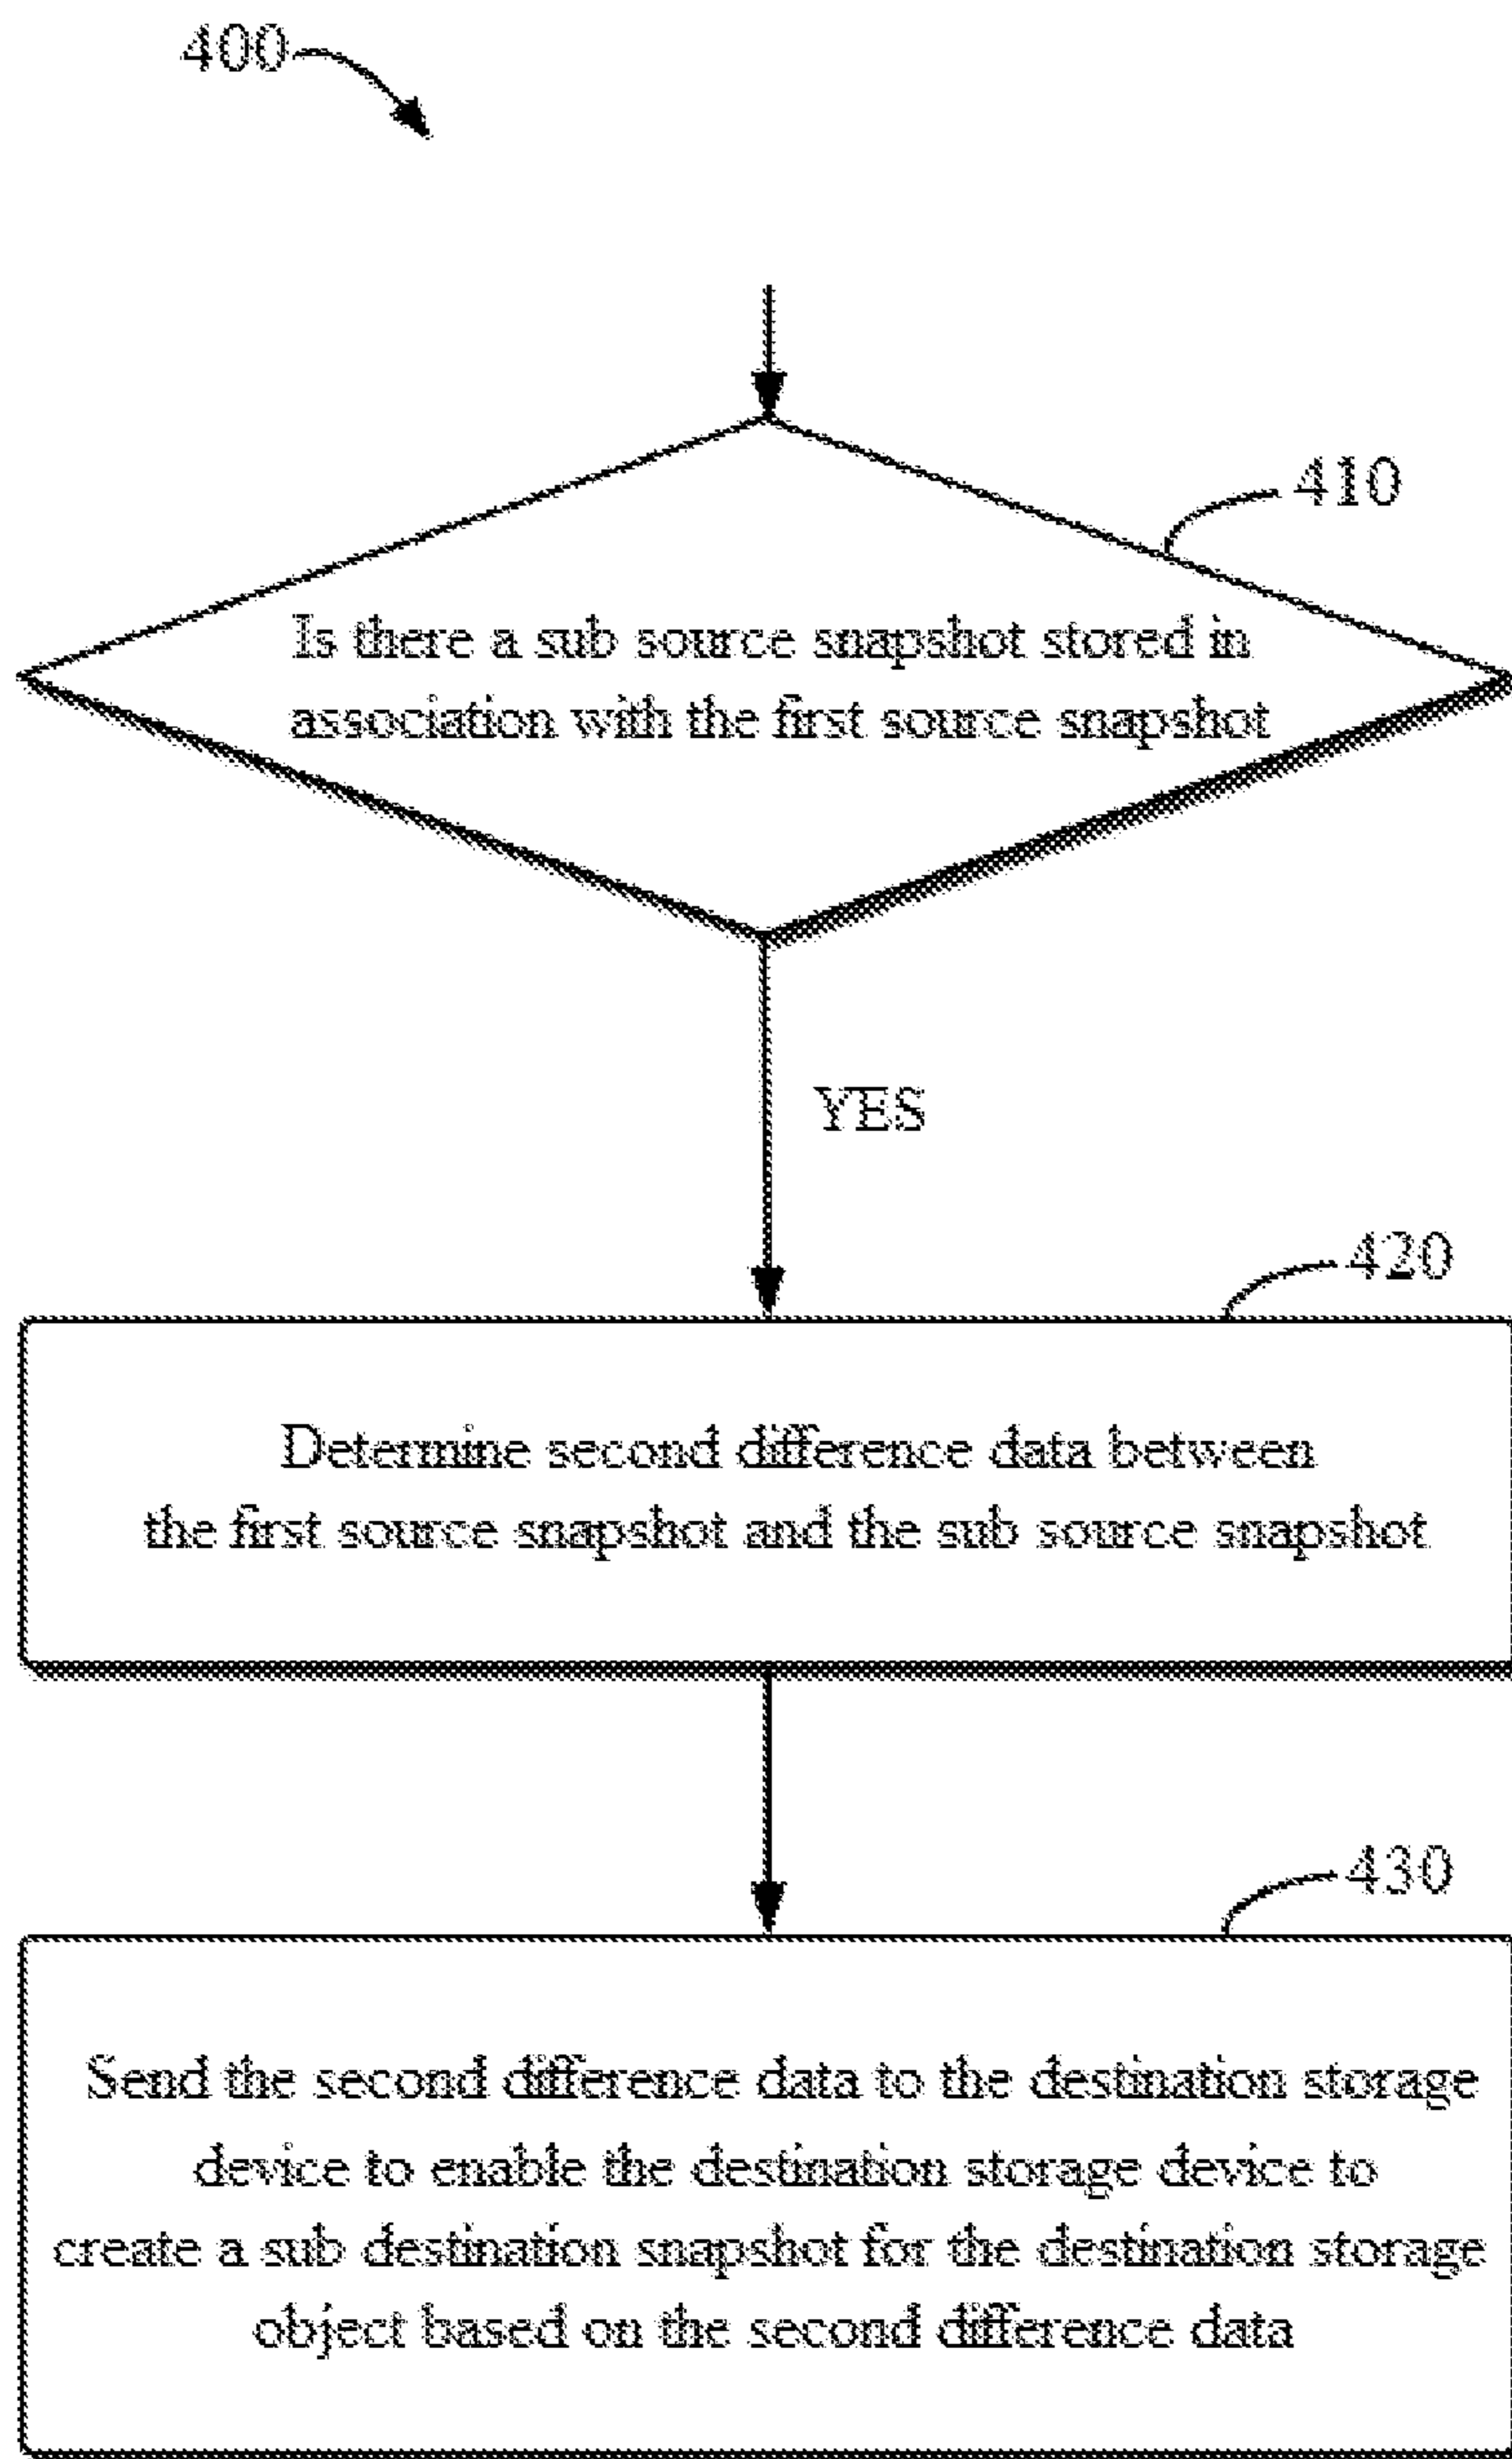 400
410
Is there a sub source snapshot stored in
association with the first source snapshot
YES
420
Determine second difference data between
the first source snapshot and the sub source snapshot
430
Send the second difference data to the destination storage
device to enable the destination storage device to
create a sub destination snapshot for the destination storage
object based on the second difference data